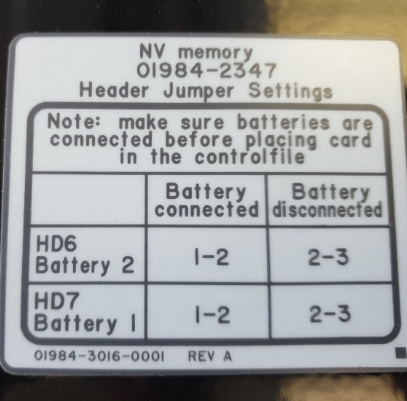 NV memory
01984-2347
Header Jumper Settings
Note: make sure batteries are
connected before placing card
in the controlfile
Battery connected Battery disconnected
HD6 Battery 2 1-2 2-3
HD7 Battery 1 1-2 2-3
01984-3016-0001 REV A